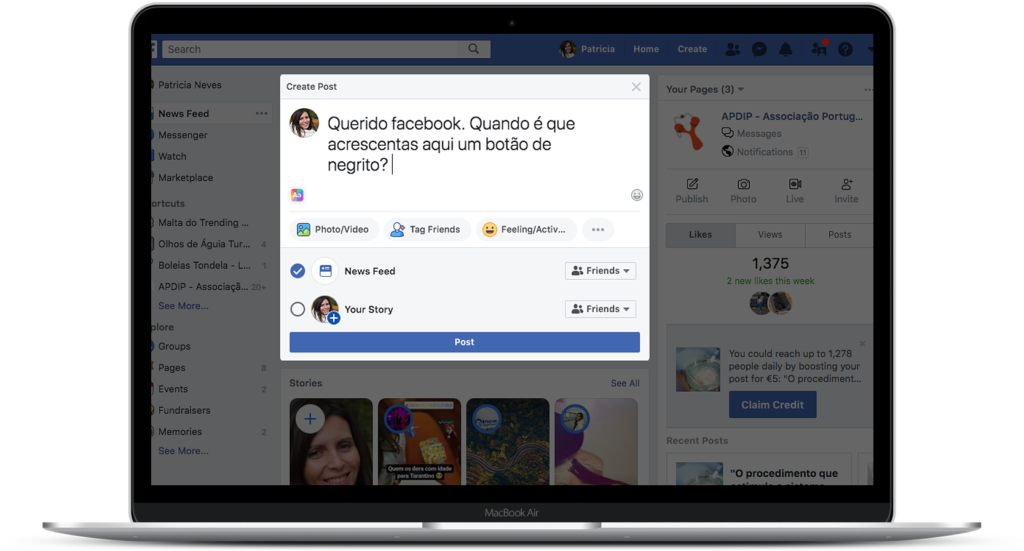 Search
Patricia
Home
Create
Patricia Neves
News Feed
Messenger
Watch
Marketplace
ortcuts
Malta do Trending ...
Olhos de Águia Tur... 4
Boleias Tondela – L... 1
APDIP - Associaçã... 20+
See More...
plore
Groups
Pages 8
Events 2
Fundraisers
Memories 2
See More...
Create Post
Querido facebook. Quando é que
acrescentas aqui um botão de
negrito?
Aa
Photo/Video
Tag Friends
Feeling/Activ...
News Feed
Friends
Your Story
Friends
Post
Stories
See All
Quem os dera com idade
para Tarentino
Your Pages (3)
APDIP - Associação Portug...
Messages
Notifications 11
Publish
Photo
Live
Invite
Likes
Views
Posts
1,375
2 new likes this week
You could reach up to 1,278
people daily by boosting your
post for €5: "O procediment...
Claim Credit
Recent Posts
"O procedimento que
MacBook Air